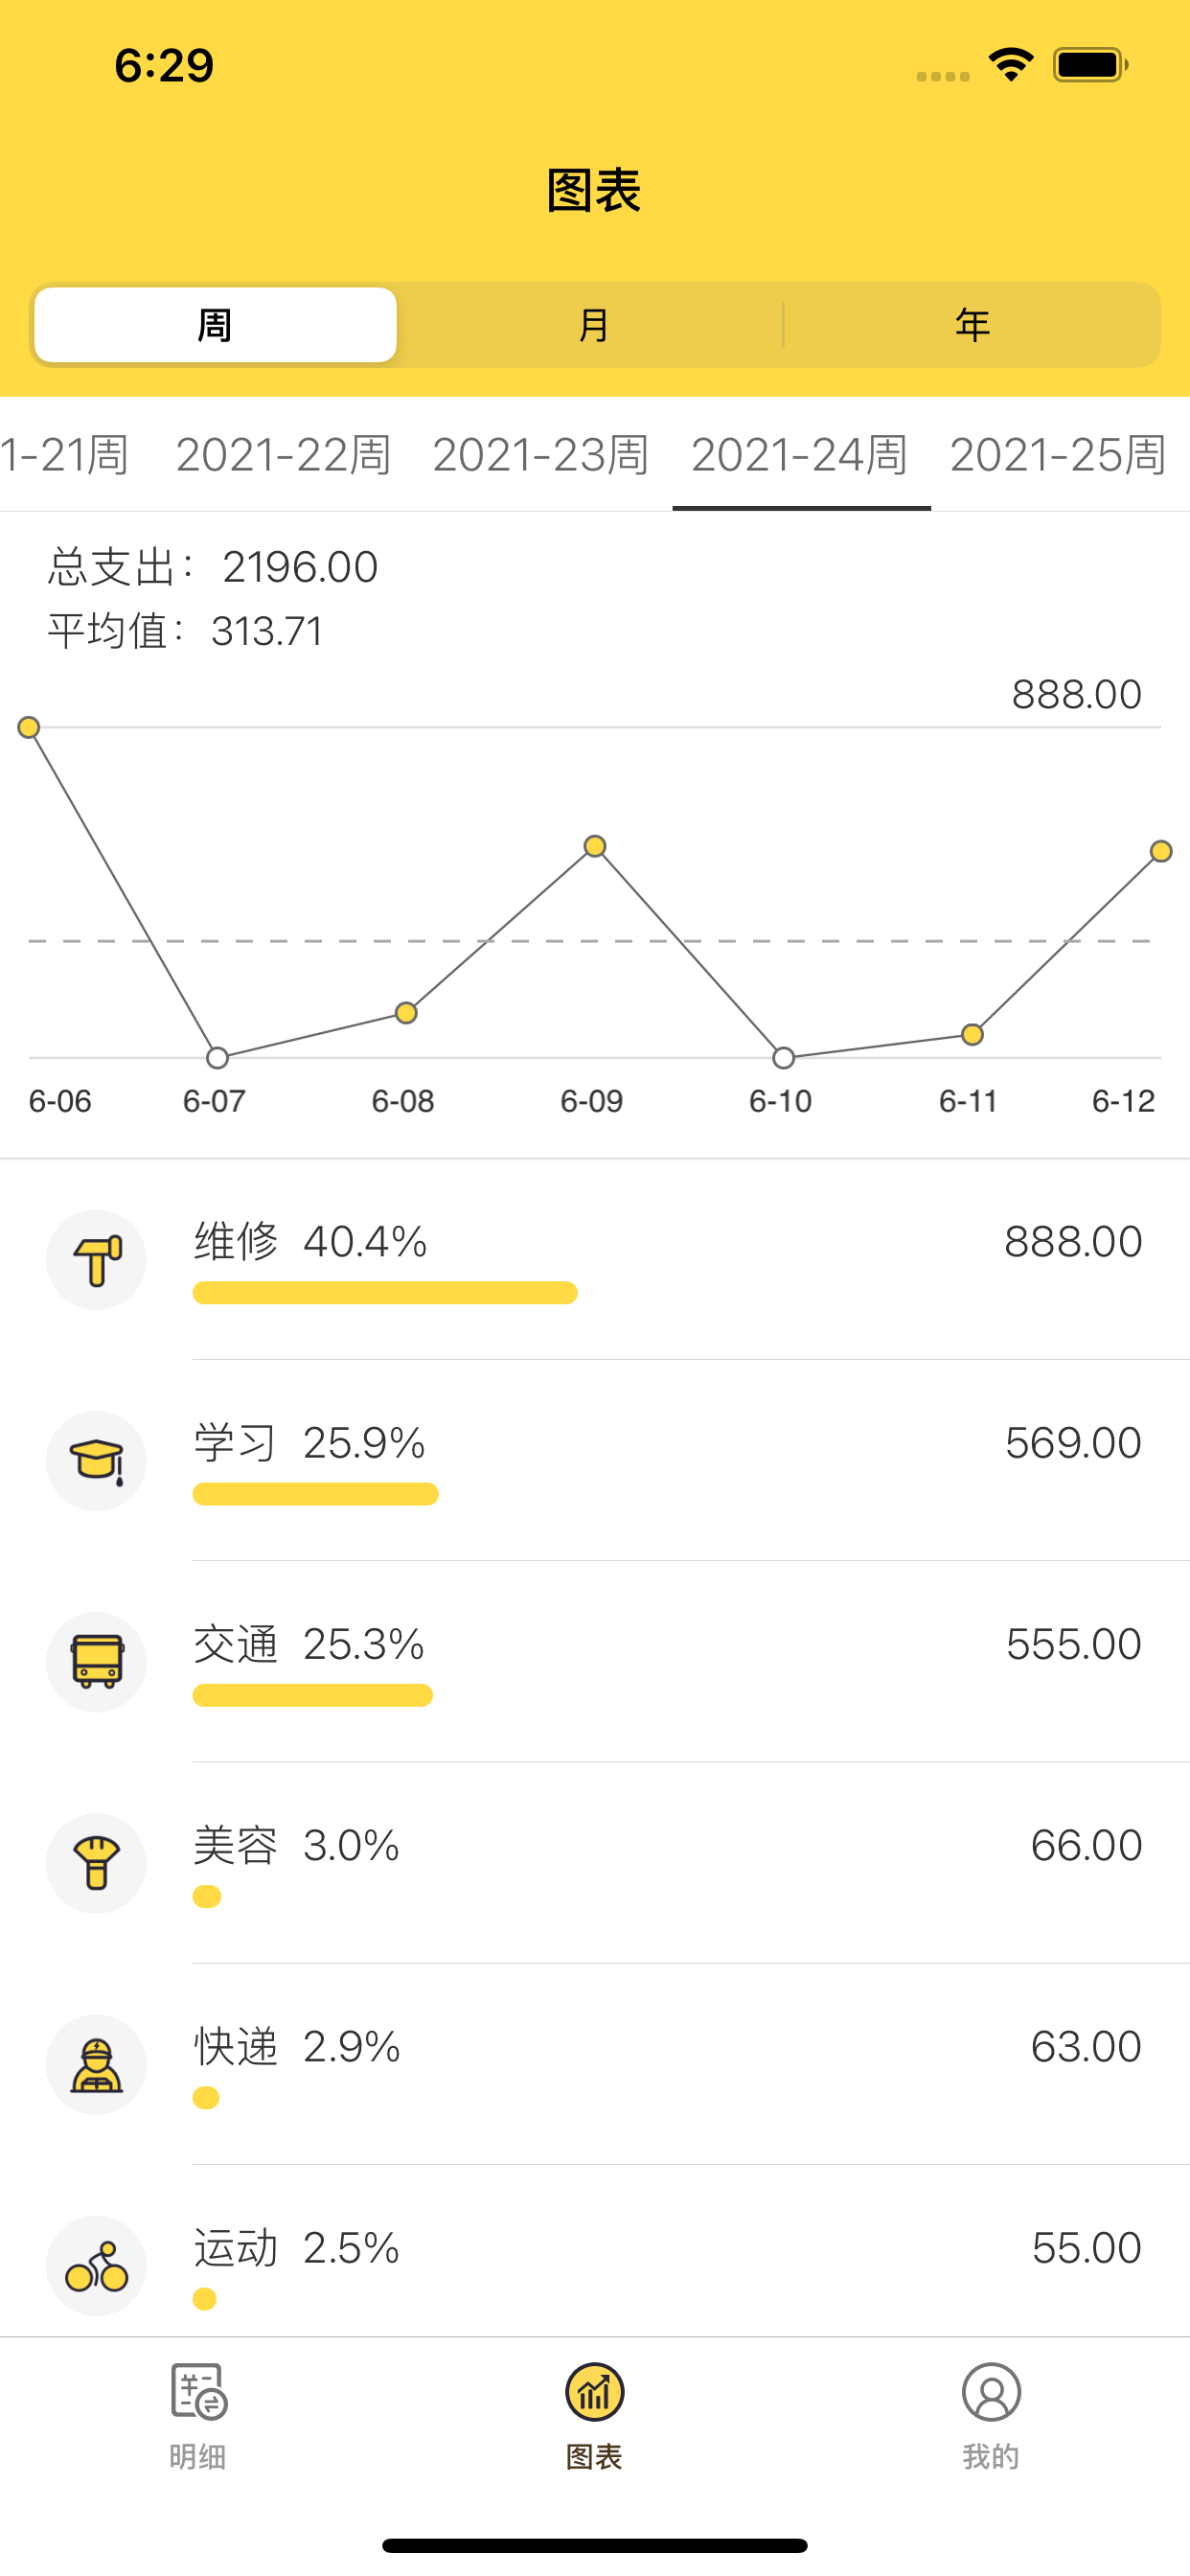 6:29
图表
周 月 年
1-21周 2021-22周 2021-23周 2021-24周 2021-25周
总支出： 2196.00
平均值： 313.71
888.00
6-06 6-07 6-08 6-09 6-10 6-11 6-12
维修 40.4% 888.00
学习 25.9% 569.00
交通 25.3% 555.00
美容 3.0% 66.00
快递 2.9% 63.00
运动 2.5% 55.00
明细 图表 我的